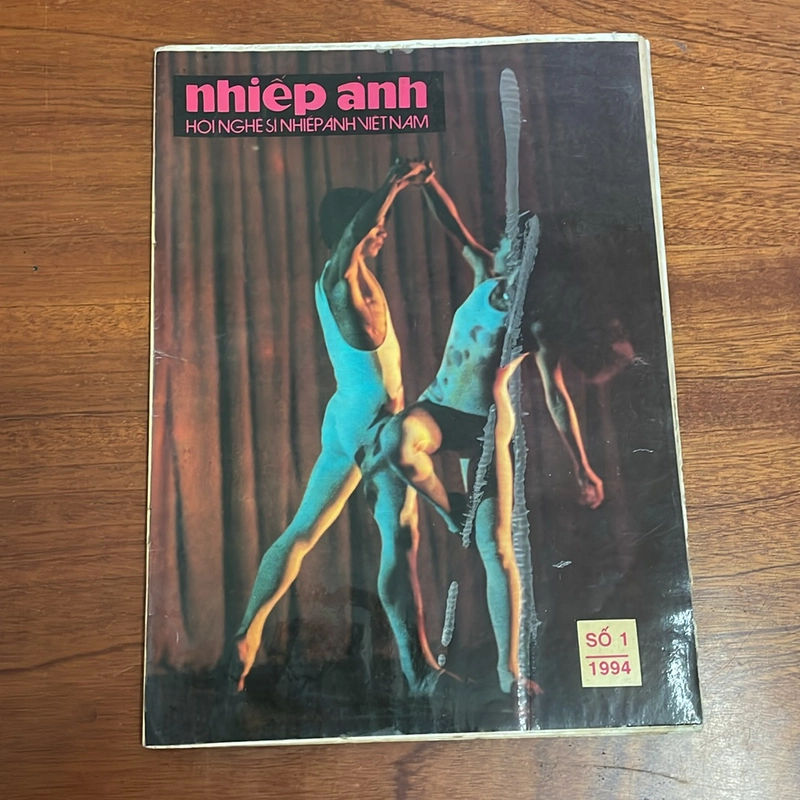 nhiếp ảnh
HỘI NGHỆ SĨ NHIẾP ẢNH VIỆT NAM
SỐ 1
1994